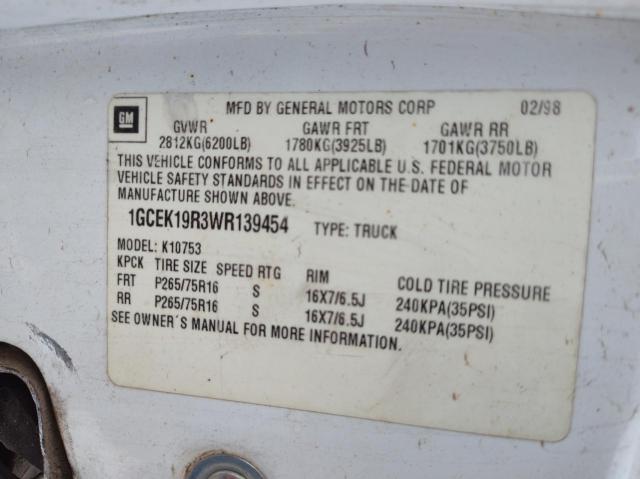 GM
MFD BY GENERAL MOTORS CORP 02/98
GVWR GAWR FRT GAWR RR
2812KG(6200LB) 1780KG(3925LB) 1701KG(3750LB)
THIS VEHICLE CONFORMS TO ALL APPLICABLE U.S. FEDERAL MOTOR
VEHICLE SAFETY STANDARDS IN EFFECT ON THE DATE OF
MANUFACTURE SHOWN ABOVE.
1GCEK19R3WR139454 TYPE: TRUCK
MODEL: K10753
KPCK TIRE SIZE SPEED RTG RIM COLD TIRE PRESSURE
FRT P265/75R16 S 16X7/6.5J 240KPA(35PSI)
RR P265/75R16 S 16X7/6.5J 240KPA(35PSI)
SEE OWNER'S MANUAL FOR MORE INFORMATION.